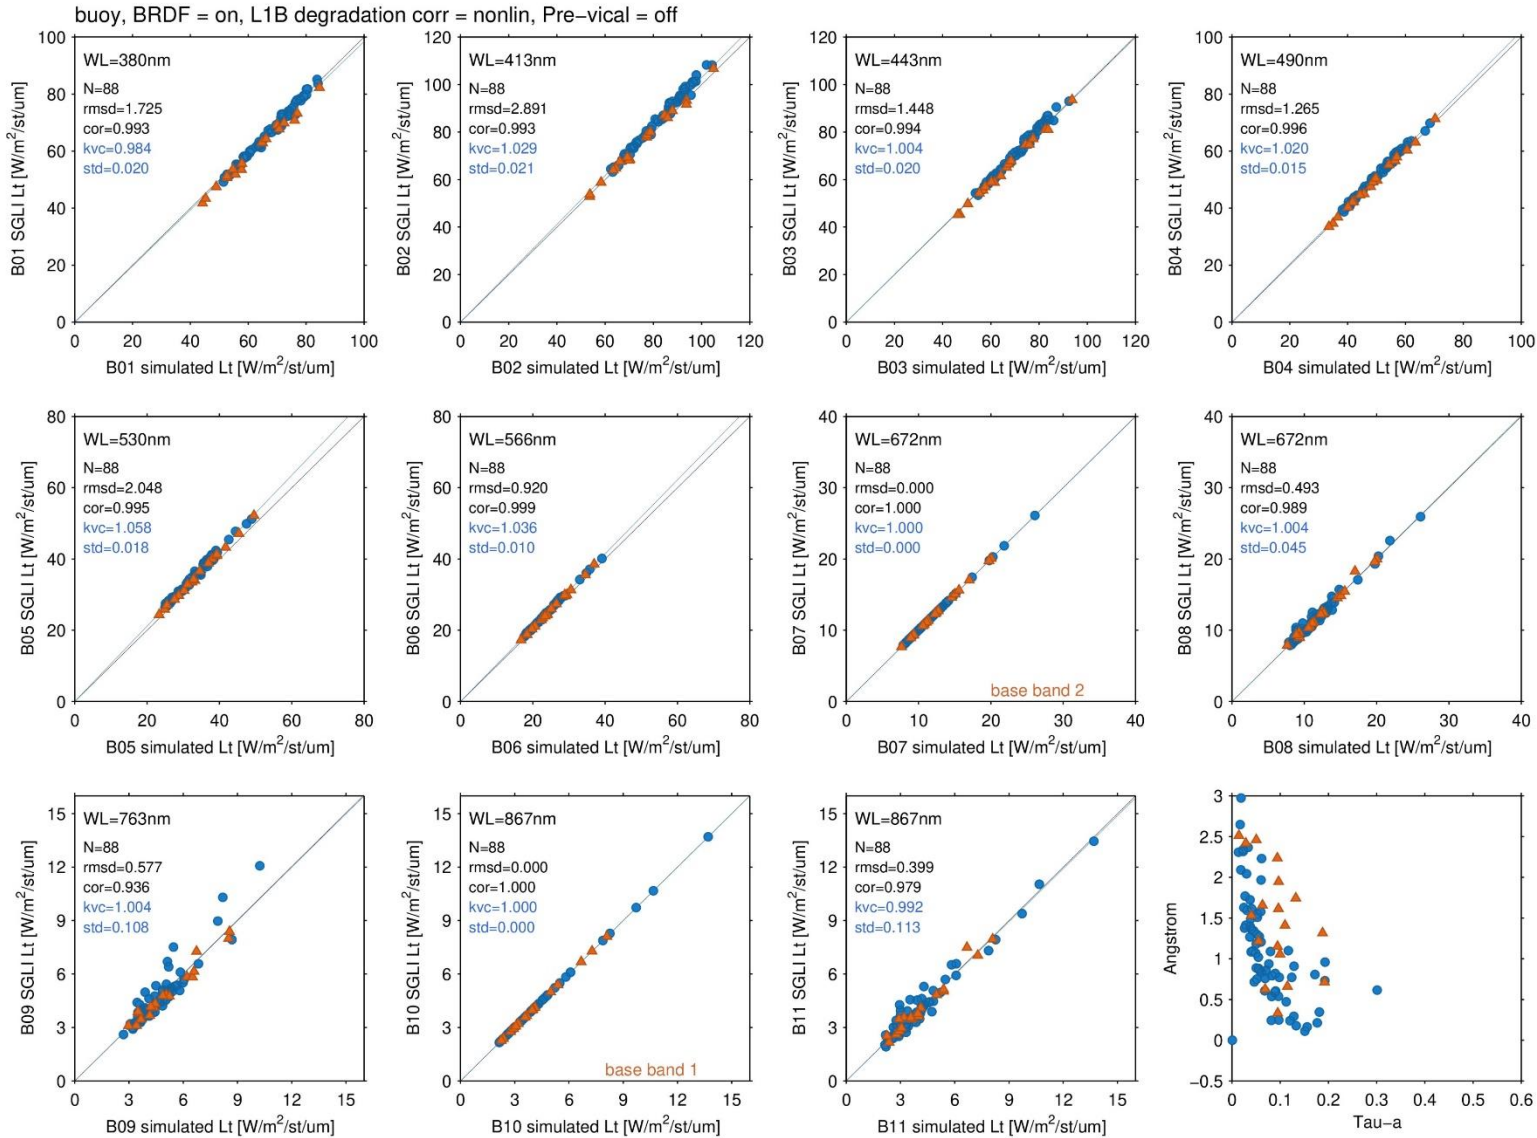 buoy, BRDF = on, L1B degradation corr = nonlin, Pre−vical = off
100
80
60
40
20
0
WL=380nm
N=88
rmsd=1.725
cor=0.993
kvc=0.984
std=0.020
B01 SGLI Lt [W/m²/st/um]
0 20 40 60 80 100
B01 simulated Lt [W/m²/st/um]
120
100
80
60
40
20
0
WL=413nm
N=88
rmsd=2.891
cor=0.993
kvc=1.029
std=0.021
B02 SGLI Lt [W/m²/st/um]
0 20 40 60 80 100 120
B02 simulated Lt [W/m²/st/um]
120
100
80
60
40
20
0
WL=443nm
N=88
rmsd=1.448
cor=0.994
kvc=1.004
std=0.020
B03 SGLI Lt [W/m²/st/um]
0 20 40 60 80 100 120
B03 simulated Lt [W/m²/st/um]
100
80
60
40
20
0
WL=490nm
N=88
rmsd=1.265
cor=0.996
kvc=1.020
std=0.015
B04 SGLI Lt [W/m²/st/um]
0 20 40 60 80 100
B04 simulated Lt [W/m²/st/um]
80
60
40
20
0
WL=530nm
N=88
rmsd=2.048
cor=0.995
kvc=1.058
std=0.018
B05 SGLI Lt [W/m²/st/um]
0 20 40 60 80
B05 simulated Lt [W/m²/st/um]
80
60
40
20
0
WL=566nm
N=88
rmsd=0.920
cor=0.999
kvc=1.036
std=0.010
B06 SGLI Lt [W/m²/st/um]
0 20 40 60 80
B06 simulated Lt [W/m²/st/um]
40
30
20
10
0
WL=672nm
N=88
rmsd=0.000
cor=1.000
kvc=1.000
std=0.000
base band 2
B07 SGLI Lt [W/m²/st/um]
0 10 20 30 40
B07 simulated Lt [W/m²/st/um]
40
30
20
10
0
WL=672nm
N=88
rmsd=0.493
cor=0.989
kvc=1.004
std=0.045
B08 SGLI Lt [W/m²/st/um]
0 10 20 30 40
B08 simulated Lt [W/m²/st/um]
15
12
9
6
3
0
WL=763nm
N=88
rmsd=0.577
cor=0.936
kvc=1.004
std=0.108
B09 SGLI Lt [W/m²/st/um]
0 3 6 9 12 15
B09 simulated Lt [W/m²/st/um]
15
12
9
6
3
0
WL=867nm
N=88
rmsd=0.000
cor=1.000
kvc=1.000
std=0.000
base band 1
B10 SGLI Lt [W/m²/st/um]
0 3 6 9 12 15
B10 simulated Lt [W/m²/st/um]
15
12
9
6
3
0
WL=867nm
N=88
rmsd=0.399
cor=0.979
kvc=0.992
std=0.113
B11 SGLI Lt [W/m²/st/um]
0 3 6 9 12 15
B11 simulated Lt [W/m²/st/um]
3
2.5
2
1.5
1
0.5
0
−0.5
Angstrom
0 0.1 0.2 0.3 0.4 0.5 0.6
Tau−a